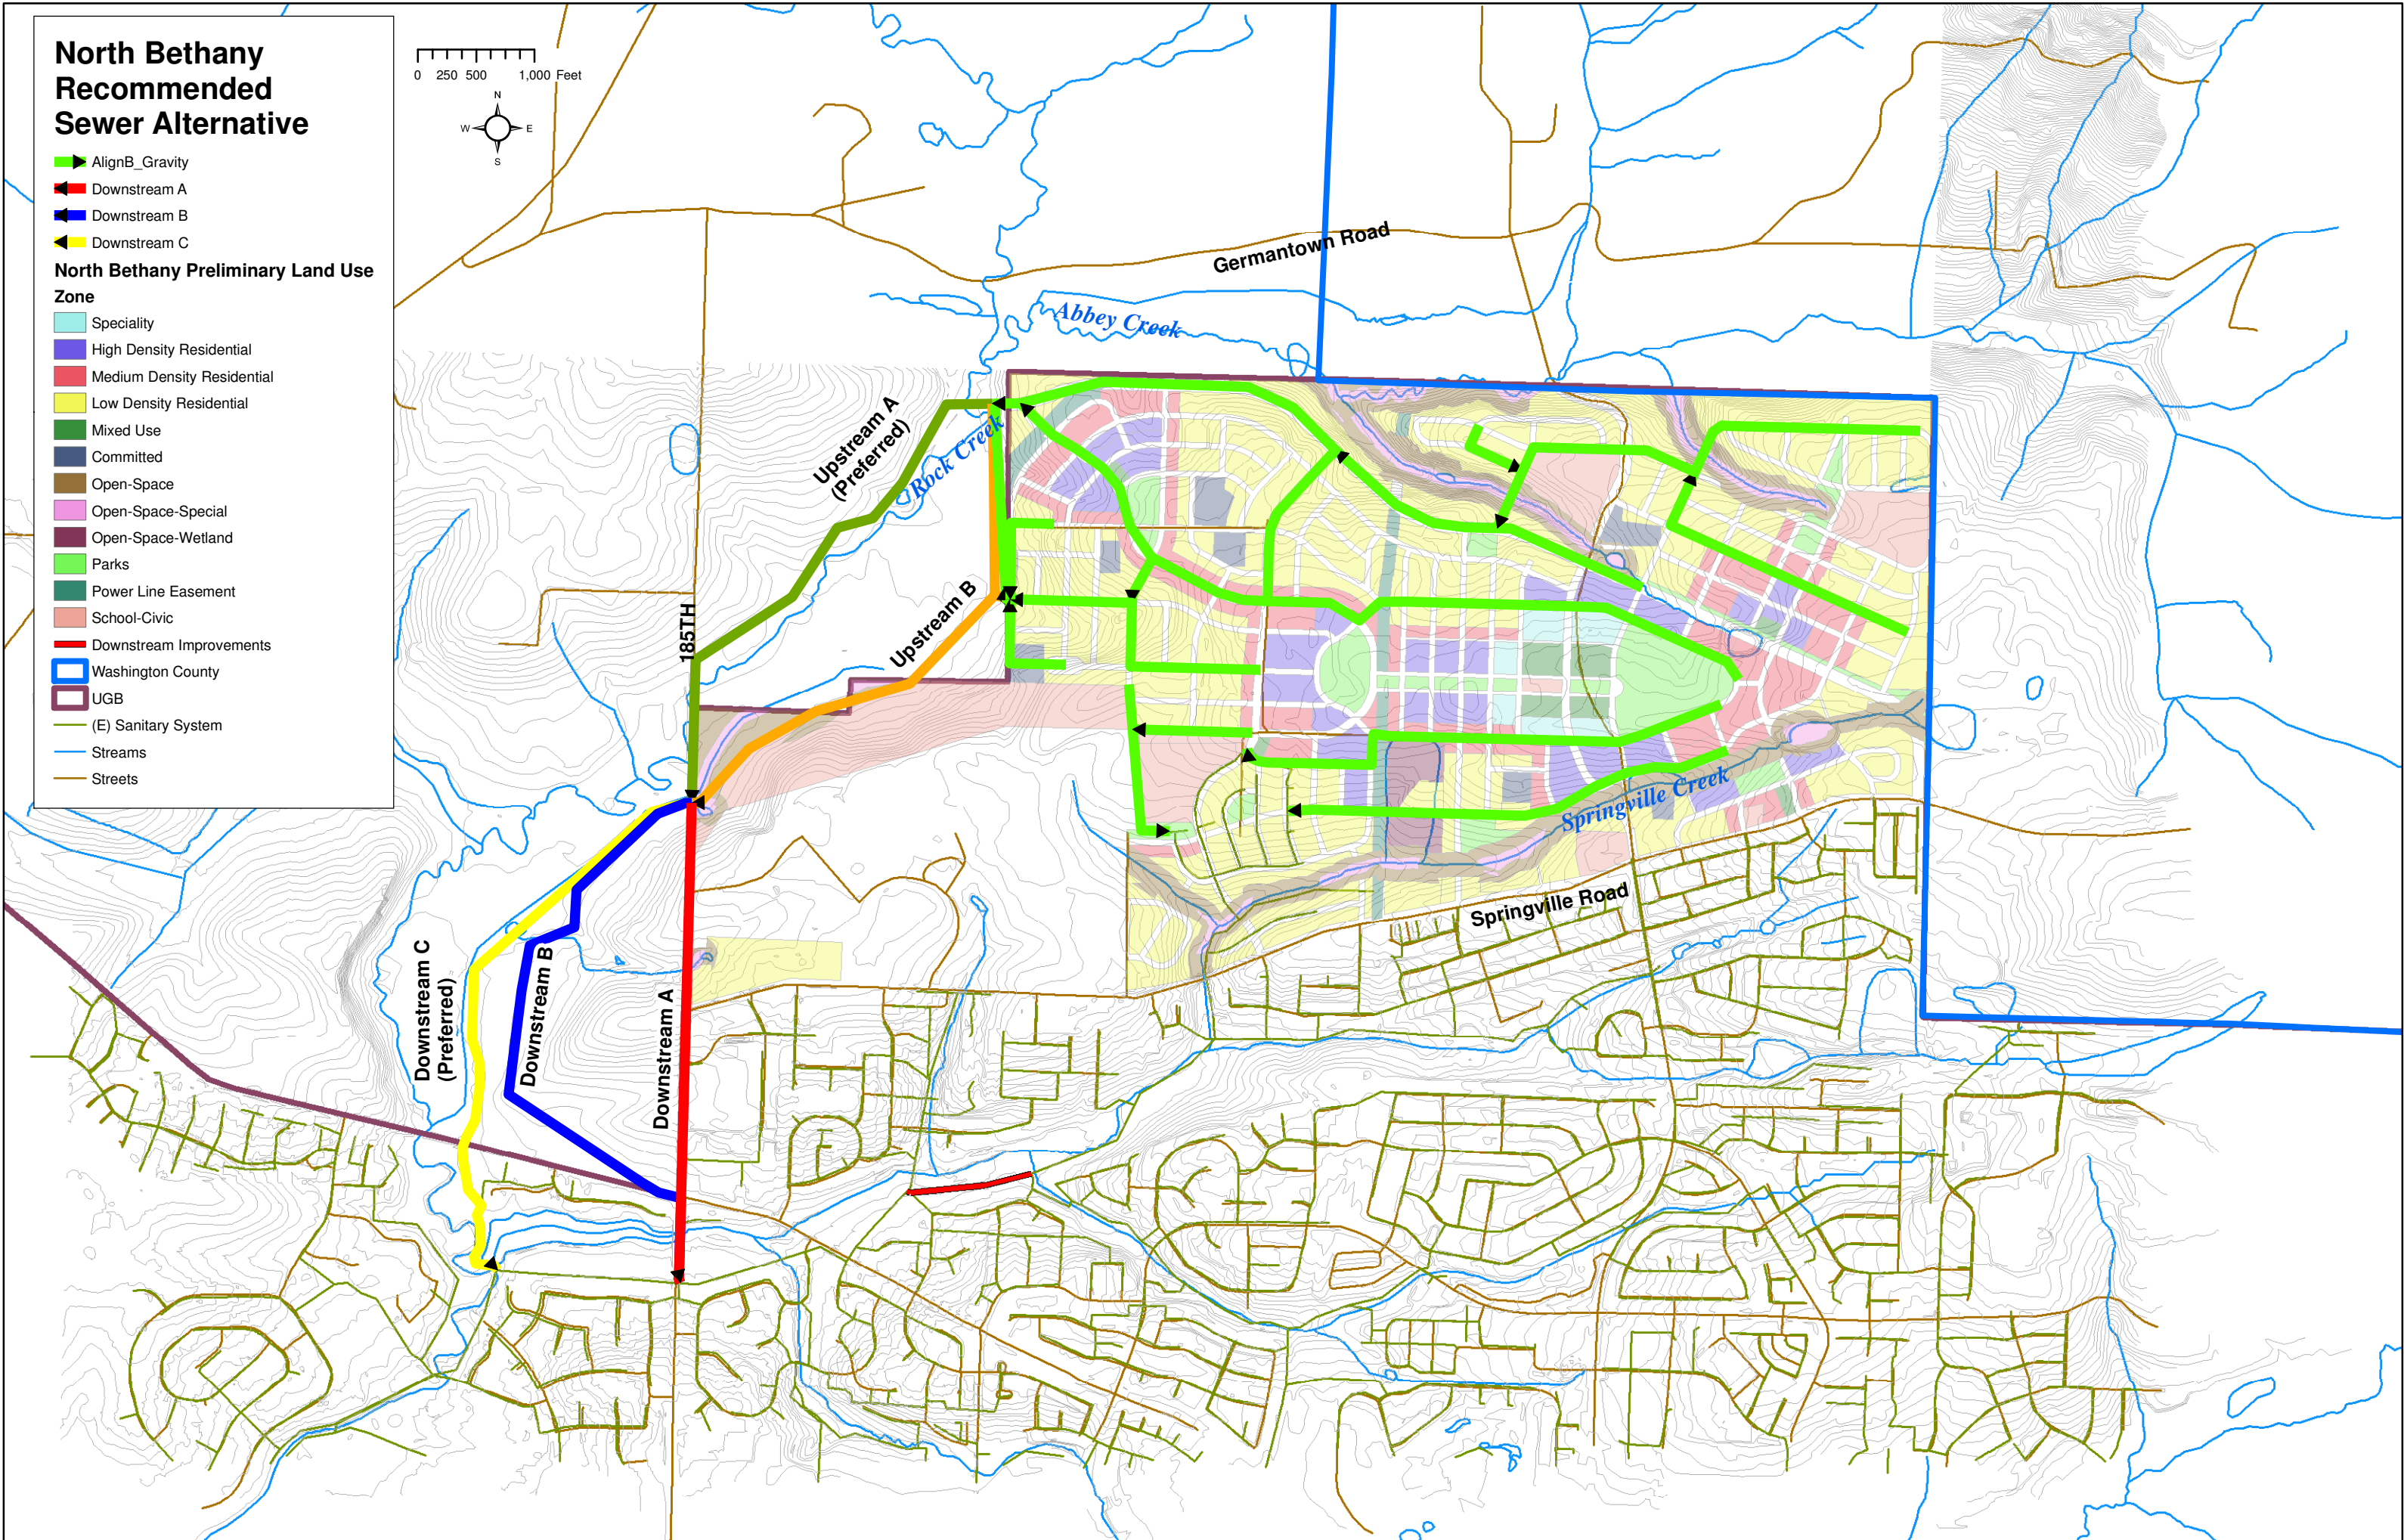 North Bethany
Recommended
Sewer Alternative
AlignB_Gravity
Downstream A
Downstream B
Downstream C
North Bethany Preliminary Land Use
Zone
Speciality
High Density Residential
Medium Density Residential
Low Density Residential
Mixed Use
Committed
Open-Space
Open-Space-Special
Open-Space-Wetland
Parks
Power Line Easement
School-Civic
Downstream Improvements
Washington County
UGB
(E) Sanitary System
Streams
Streets
0 250 500 1,000 Feet
N
W E
S
Germantown Road
Abbey Creek
Upstream A
(Preferred)
Rock Creek
Upstream B
185TH
Springville Creek
Springville Road
Downstream C
(Preferred)
Downstream B
Downstream A